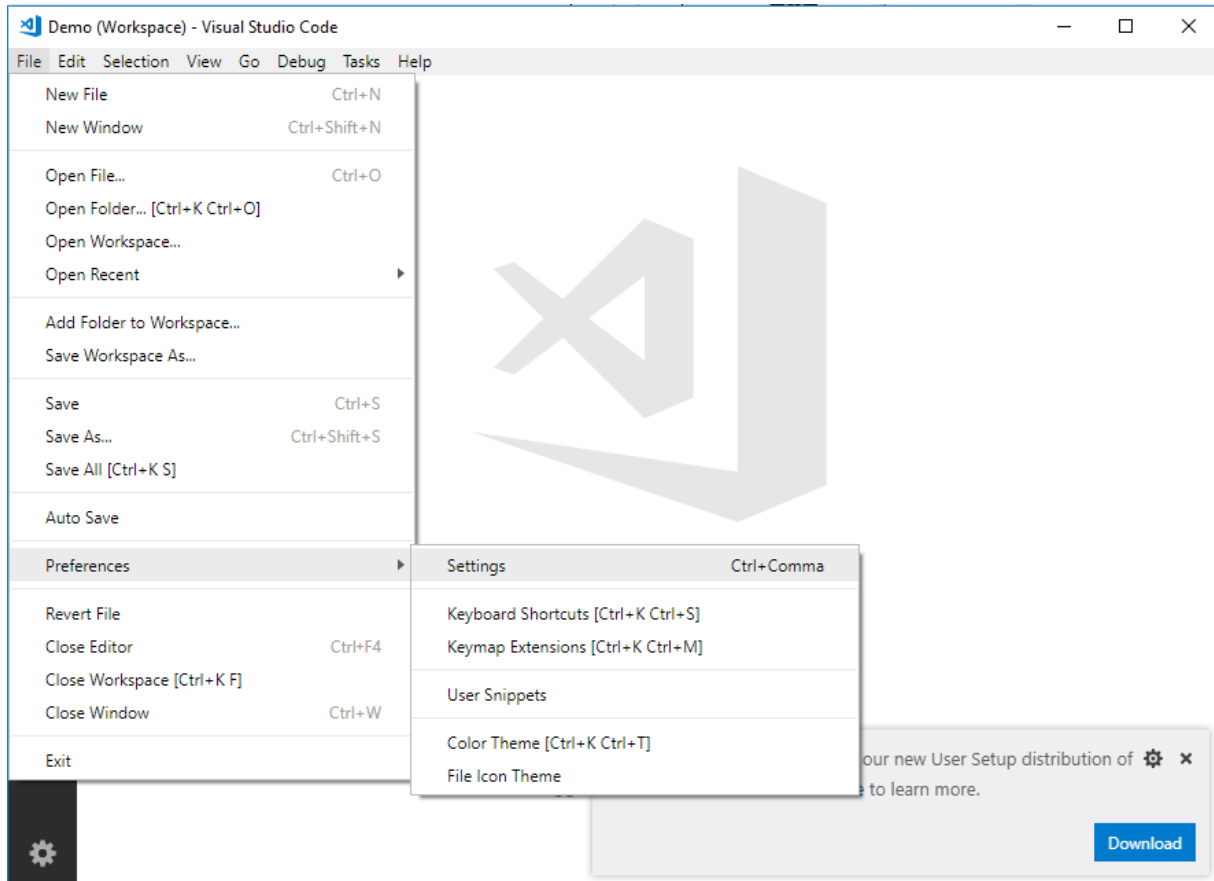 Demo (Workspace) - Visual Studio Code
File Edit Selection View Go Debug Tasks Help
New File Ctrl+N
New Window Ctrl+Shift+N
Open File... Ctrl+O
Open Folder... [Ctrl+K Ctrl+O]
Open Workspace...
Open Recent
Add Folder to Workspace...
Save Workspace As...
Save Ctrl+S
Save As... Ctrl+Shift+S
Save All [Ctrl+K S]
Auto Save
Preferences
Settings Ctrl+Comma
Revert File
Keyboard Shortcuts [Ctrl+K Ctrl+S]
Close Editor Ctrl+F4
Keymap Extensions [Ctrl+K Ctrl+M]
Close Workspace [Ctrl+K F]
User Snippets
Close Window Ctrl+W
Color Theme [Ctrl+K Ctrl+T]
Exit
File Icon Theme
our new User Setup distribution of
to learn more.
Download